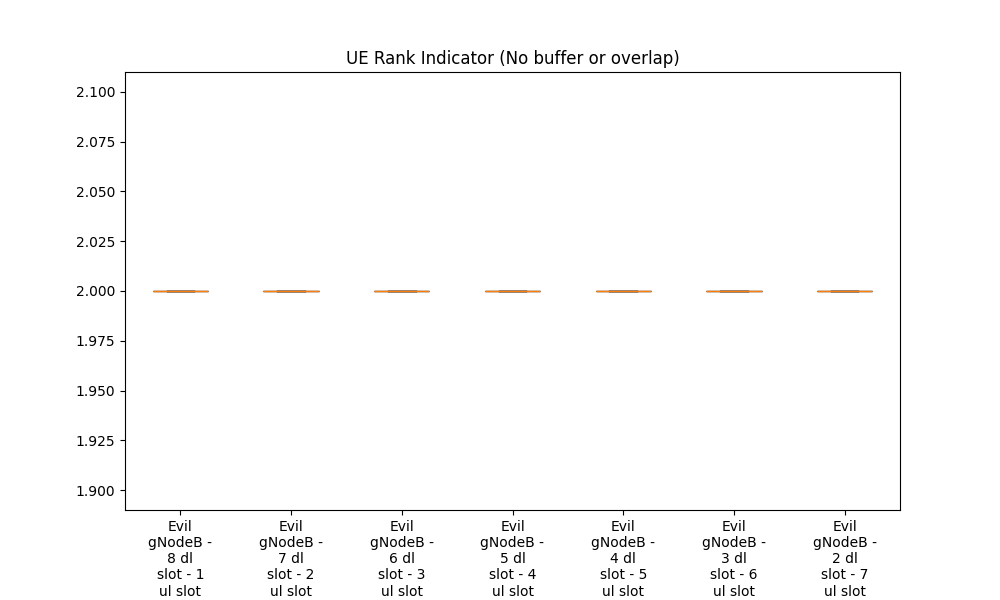 UE Rank Indicator (No buffer or overlap)
2.100
2.075
2.050
2.025
2.000
1.975
1.950
1.925
1.900
Evil
gNodeB -
8 dl
slot - 1
ul slot
Evil
gNodeB -
7 dl
slot - 2
ul slot
Evil
gNodeB -
6 dl
slot - 3
ul slot
Evil
gNodeB -
5 dl
slot - 4
ul slot
Evil
gNodeB -
4 dl
slot - 5
ul slot
Evil
gNodeB -
3 dl
slot - 6
ul slot
Evil
gNodeB -
2 dl
slot - 7
ul slot